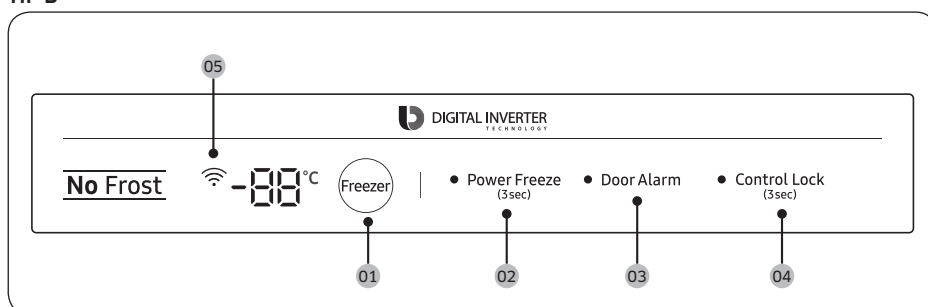 05
DIGITAL INVERTER
TECHNOLOGY
No Frost
-88°C
Freezer
Power Freeze
(3sec)
Door Alarm
Control Lock
(3sec)
01
02
03
04